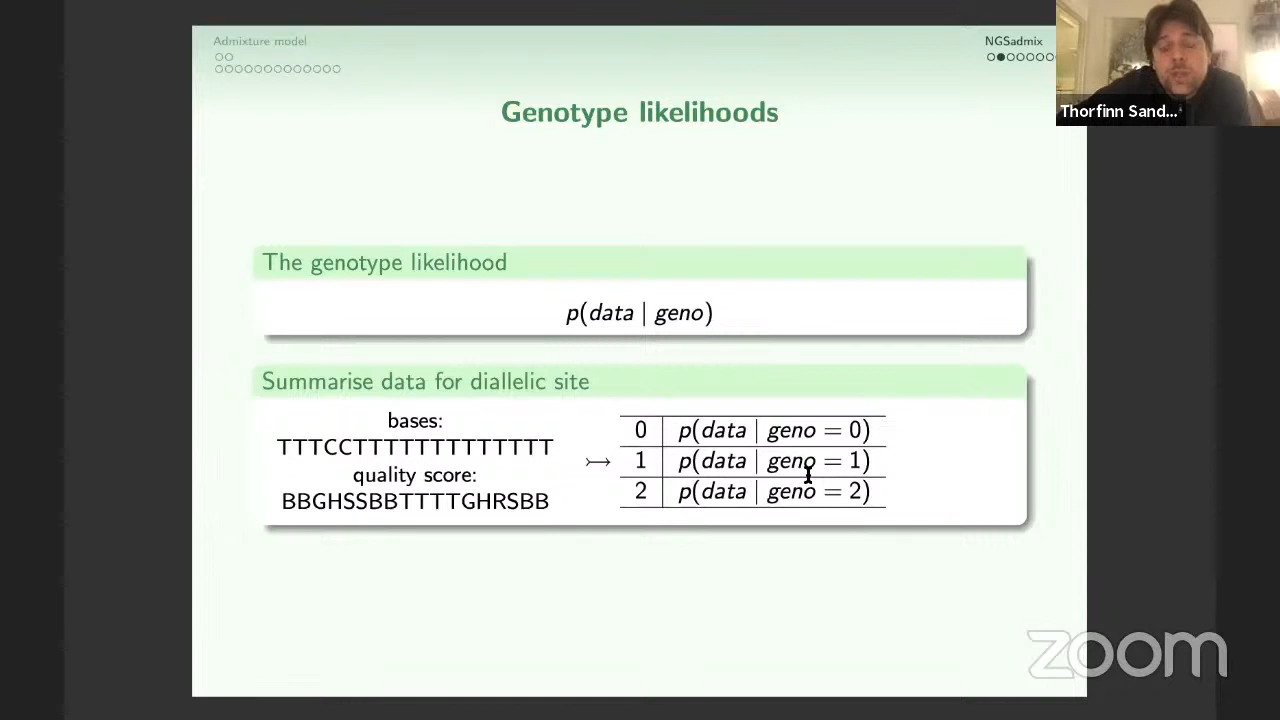 Admixture model
NGSadmix
Thorfinn Sand...
Genotype likelihoods
The genotype likelihood
p(data | geno)
Summarise data for diallelic site
bases:
TTTCCTTTTTTTTTTTTT
quality score:
BBGHSSBBTTTTGHRSBB
↣
0 p(data | geno = 0)
1 p(data | geno = 1)
2 p(data | geno = 2)
zoom